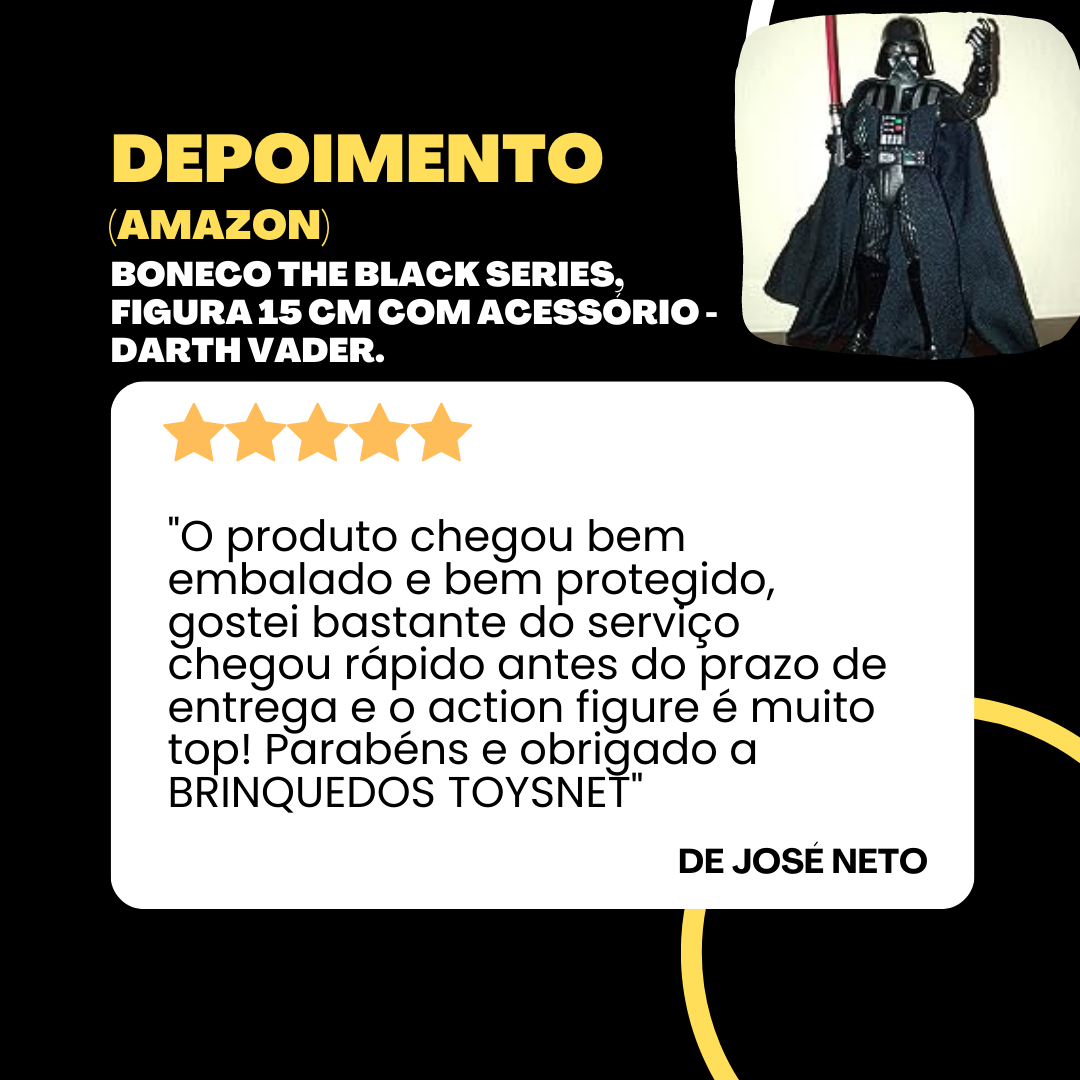 DEPOIMENTO
(AMAZON)
BONECO THE BLACK SERIES,
FIGURA 15 CM COM ACESSÓRIO -
DARTH VADER.
"O produto chegou bem
embalado e bem protegido,
gostei bastante do serviço
chegou rápido antes do prazo de
entrega e o action figure é muito
top! Parabéns e obrigado a
BRINQUEDOS TOYSNET"
DE JOSÉ NETO